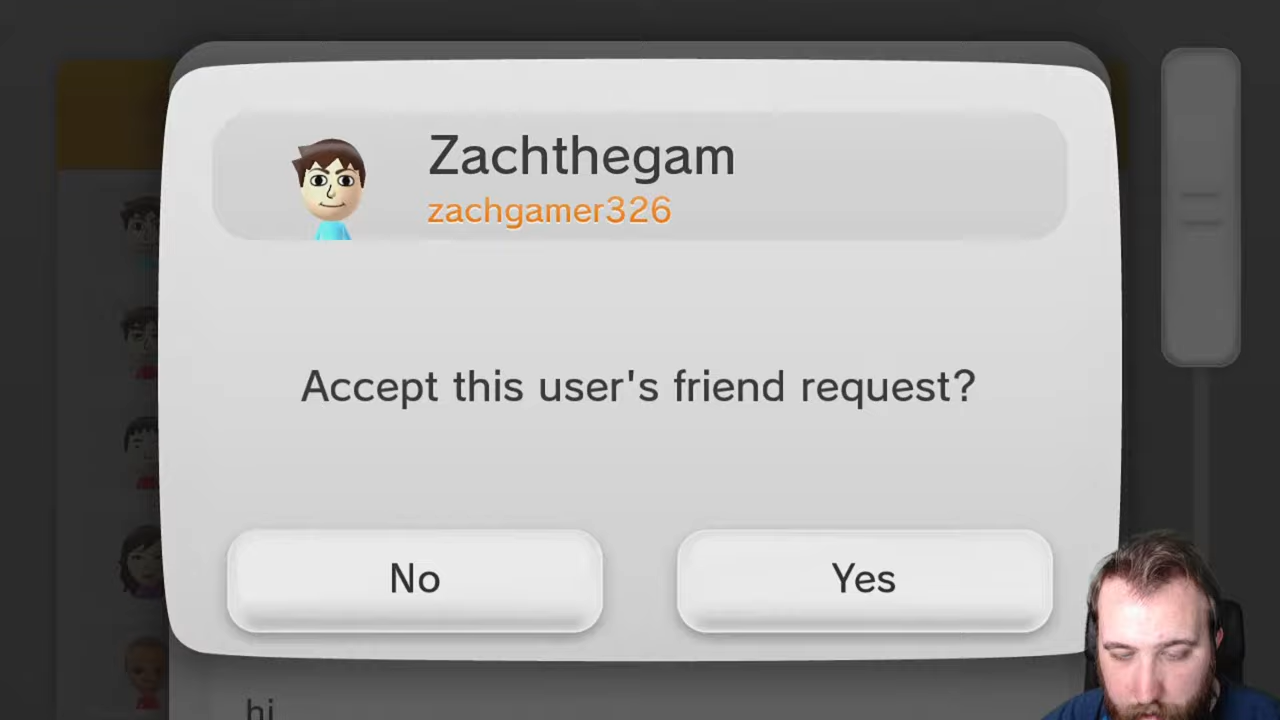 Zachthegam
zachgamer326
Accept this user's friend request?
No
Yes
hi